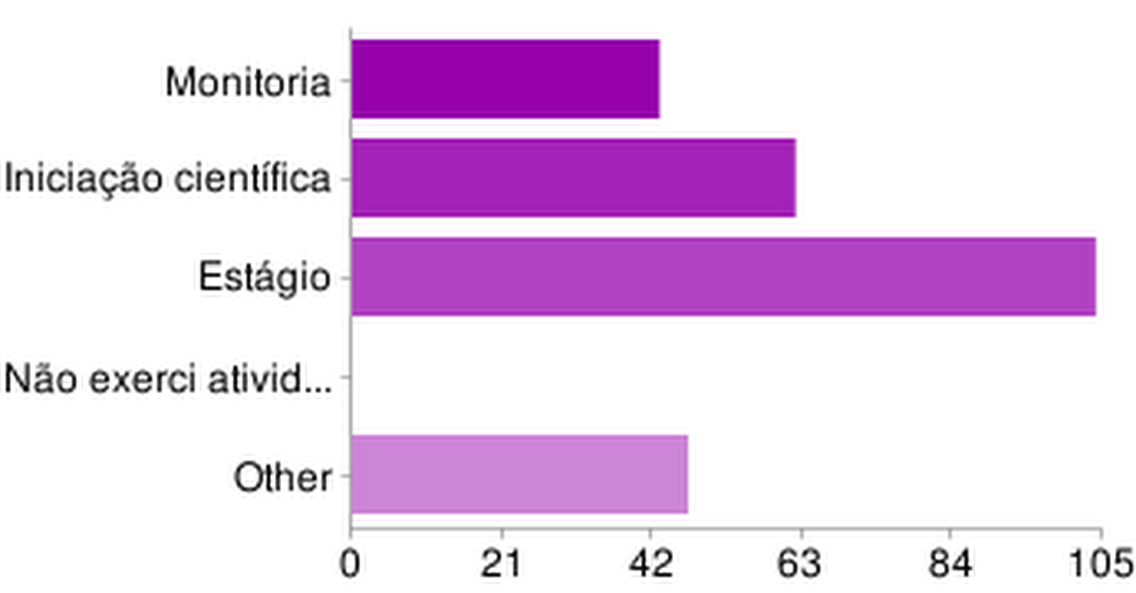 Monitoria
Iniciação científica
Estágio
Não exerci ativid...
Other
0 21 42 63 84 105